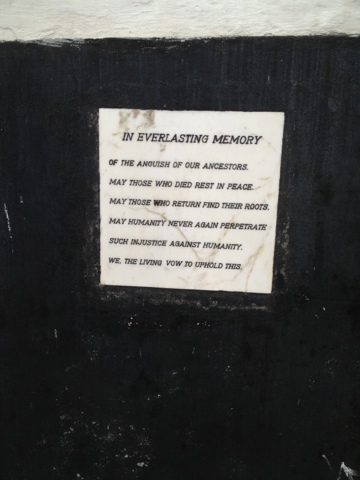 IN EVERLASTING MEMORY
OF THE ANGUISH OF OUR ANCESTORS.
MAY THOSE WHO DIED REST IN PEACE.
MAY THOSE WHO RETURN FIND THEIR ROOTS.
MAY HUMANITY NEVER AGAIN PERPETRATE
SUCH INJUSTICE AGAINST HUMANITY.
WE, THE LIVING VOW TO UPHOLD THIS.